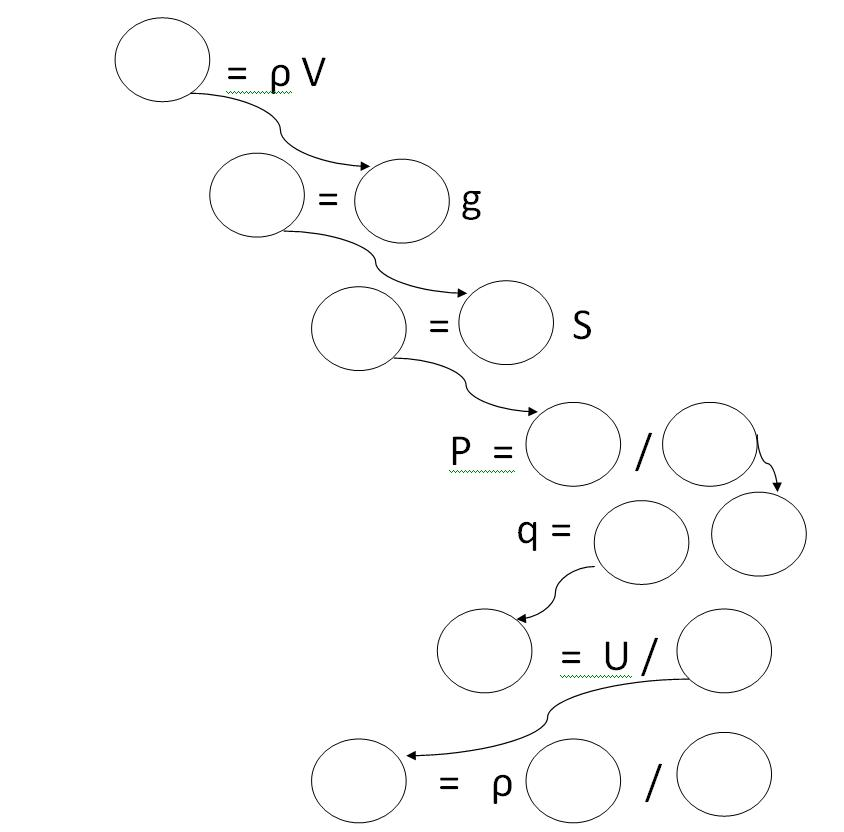 = ρ V
= g
= S
P = /
q =
= U /
= ρ /